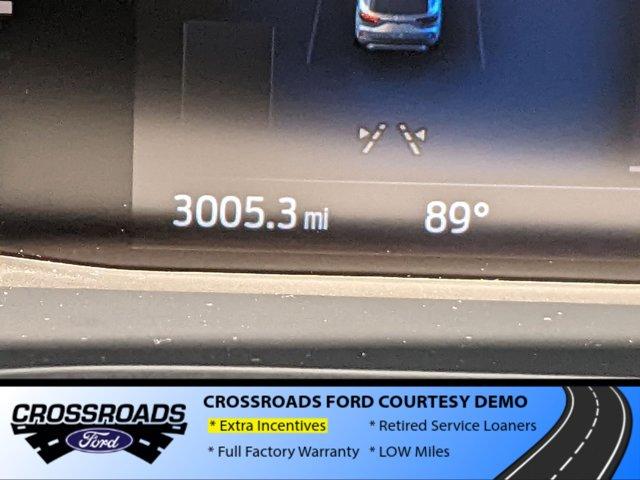 3005.3 mi 89°
CROSSROADS FORD COURTESY DEMO
CROSSROADS
Ford
* Extra Incentives * Retired Service Loaners
* Full Factory Warranty * LOW Miles